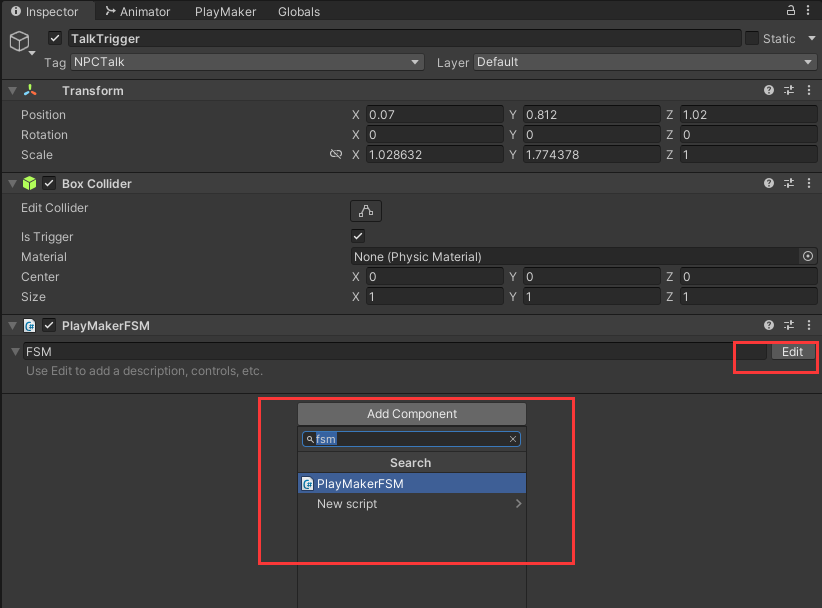 Inspector Animator PlayMaker Globals
TalkTrigger Static
Tag NPCTalk Layer Default
Transform
Position X 0.07 Y 0.812 Z 1.02
Rotation X 0 Y 0 Z 0
Scale X 1.028632 Y 1.774378 Z 1
Box Collider
Edit Collider
Is Trigger
Material None (Physic Material)
Center X 0 Y 0 Z 0
Size X 1 Y 1 Z 1
PlayMakerFSM
FSM Edit
Use Edit to add a description, controls, etc.
Add Component
fsm
Search
PlayMakerFSM
New script